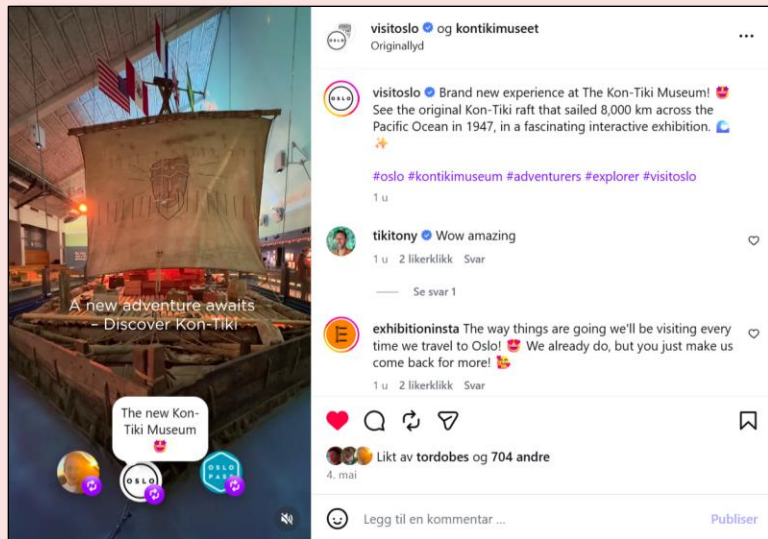 A new adventure awaits
– Discover Kon-Tiki
The new Kon-
Tiki Museum
😍
OSLO
OSLO
PASS
visitoslo og kontikimuseet
Originallyd
visitoslo Brand new experience at The Kon-Tiki Museum! 🤩
See the original Kon-Tiki raft that sailed 8,000 km across the
Pacific Ocean in 1947, in a fascinating interactive exhibition. 🌊
✨
#oslo #kontikimuseum #adventurers #explorer #visitoslo
1 u
tikitony Wow amazing
1 u 2 likerklikk Svar
Se svar 1
exhibitioninsta The way things are going we'll be visiting every
time we travel to Oslo! 🤩 We already do, but you just make us
come back for more! 🥰
1 u 2 likerklikk Svar
Likt av tordobes og 704 andre
4. mai
Legg til en kommentar ...
Publiser